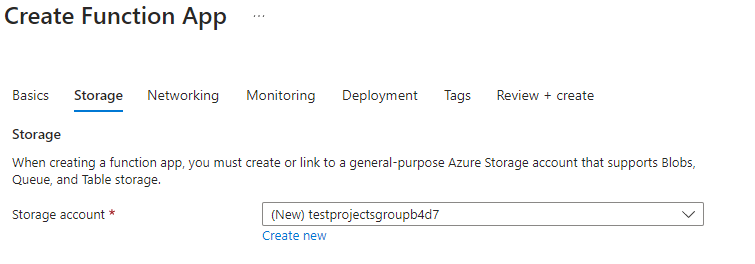 Create Function App ...
Basics Storage Networking Monitoring Deployment Tags Review + create
Storage
When creating a function app, you must create or link to a general-purpose Azure Storage account that supports Blobs,
Queue, and Table storage.
Storage account * (New) testprojectsgroupb4d7
Create new